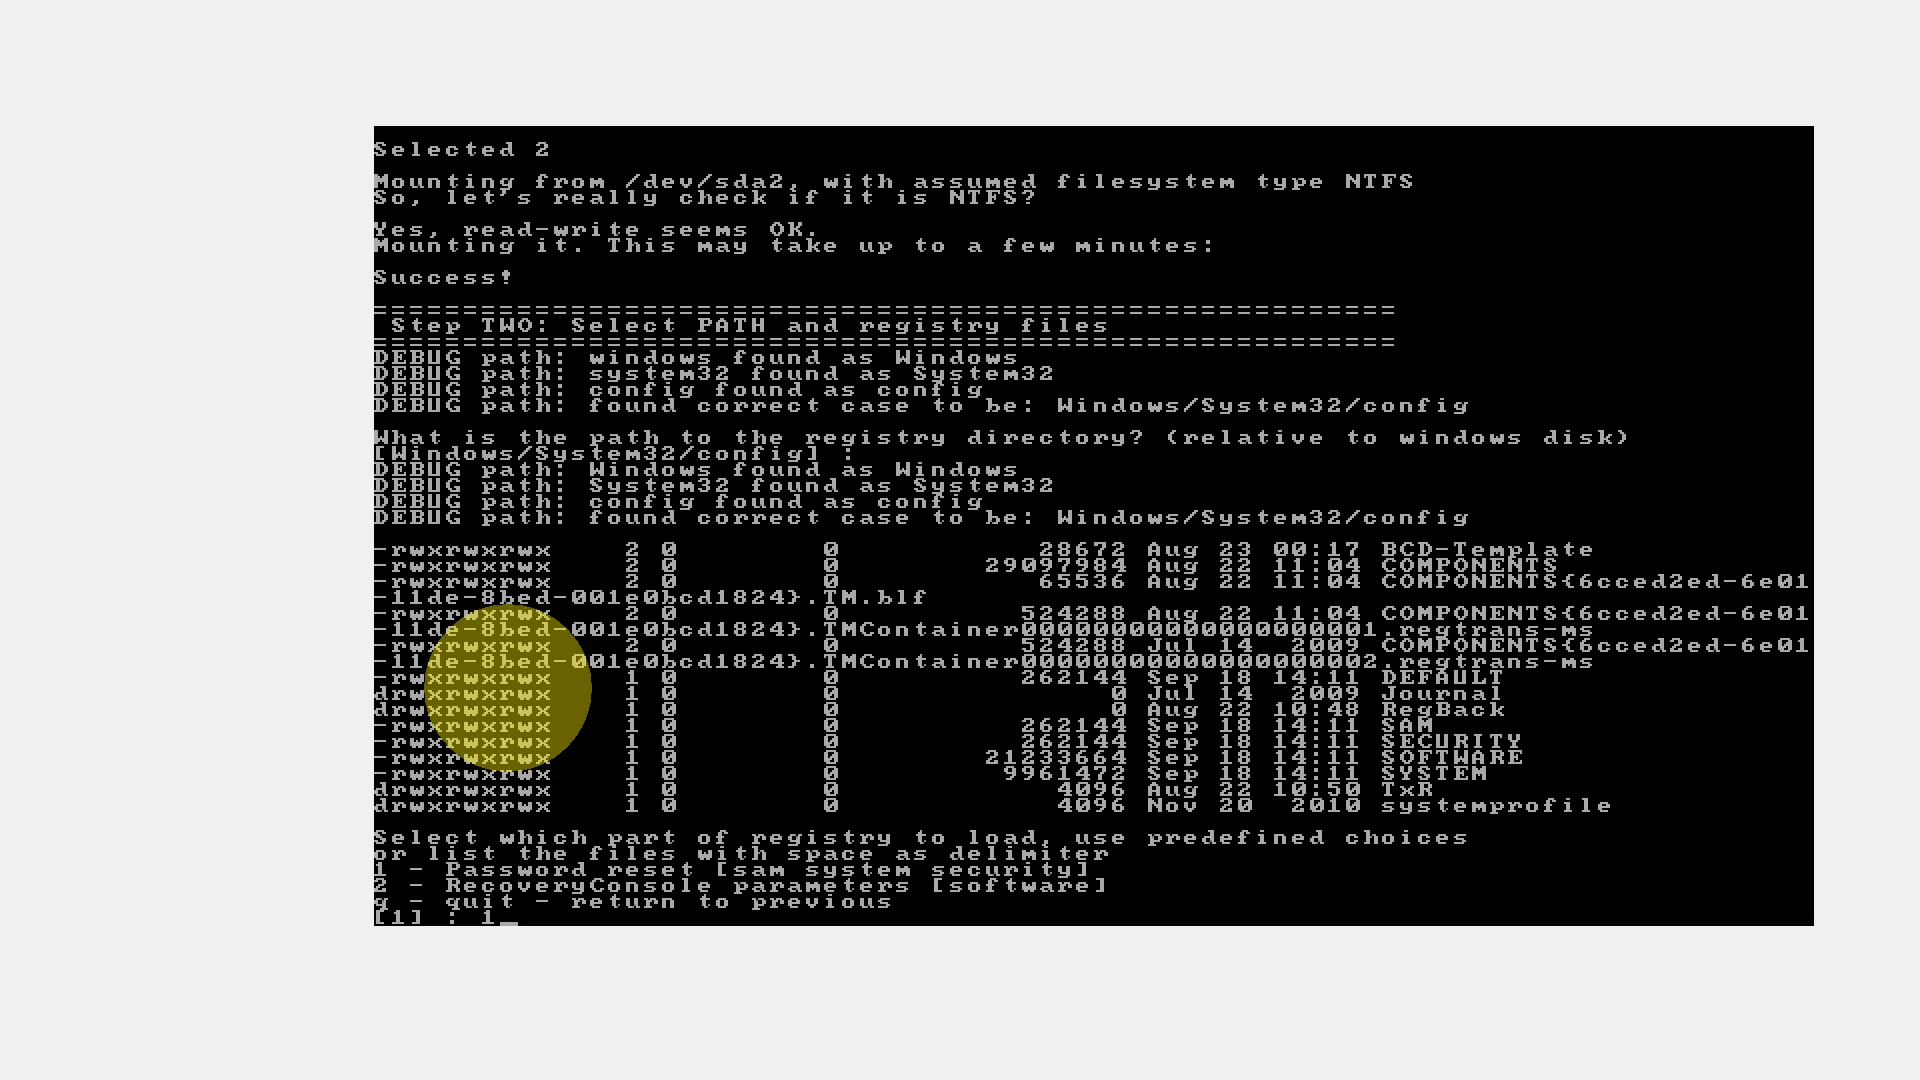 Selected 2
Mounting from /dev/sda2, with assumed filesystem type NTFS
So, let's really check if it is NTFS?
Yes, read-write seems OK.
Mounting it. This may take up to a few minutes:
Success!
=========================================================
 Step TWO: Select PATH and registry files
=========================================================
DEBUG path: windows found as Windows
DEBUG path: system32 found as System32
DEBUG path: config found as config
DEBUG path: found correct case to be: Windows/System32/config
What is the path to the registry directory? (relative to windows disk)
[Windows/System32/config] :
DEBUG path: Windows found as Windows
DEBUG path: System32 found as System32
DEBUG path: config found as config
DEBUG path: found correct case to be: Windows/System32/config
-rwxrwxrwx    2 0        0           28672 Aug 23 00:17 BCD-Template
-rwxrwxrwx    2 0        0        29097984 Aug 22 11:04 COMPONENTS
-rwxrwxrwx    2 0        0           65536 Aug 22 11:04 COMPONENTS{6cced2ed-6e01
-11de-8bed-001e0bcd1824}.TM.blf
-rwxrwxrwx    2 0        0          524288 Aug 22 11:04 COMPONENTS{6cced2ed-6e01
-11de-8bed-001e0bcd1824}.TMContainer00000000000000000001.regtrans-ms
-rwxrwxrwx    2 0        0          524288 Jul 14  2009 COMPONENTS{6cced2ed-6e01
-11de-8bed-001e0bcd1824}.TMContainer00000000000000000002.regtrans-ms
-rwxrwxrwx    1 0        0          262144 Sep 18 14:11 DEFAULT
drwxrwxrwx    1 0        0               0 Jul 14  2009 Journal
drwxrwxrwx    1 0        0               0 Aug 22 10:48 RegBack
-rwxrwxrwx    1 0        0          262144 Sep 18 14:11 SAM
-rwxrwxrwx    1 0        0          262144 Sep 18 14:11 SECURITY
-rwxrwxrwx    1 0        0        21233664 Sep 18 14:11 SOFTWARE
-rwxrwxrwx    1 0        0         9961472 Sep 18 14:11 SYSTEM
drwxrwxrwx    1 0        0            4096 Aug 22 10:50 TxR
drwxrwxrwx    1 0        0            4096 Nov 20  2010 systemprofile
Select which part of registry to load, use predefined choices
or list the files with space as delimiter
1 - Password reset [sam system security]
2 - RecoveryConsole parameters [software]
q - quit - return to previous
[1] : 1_